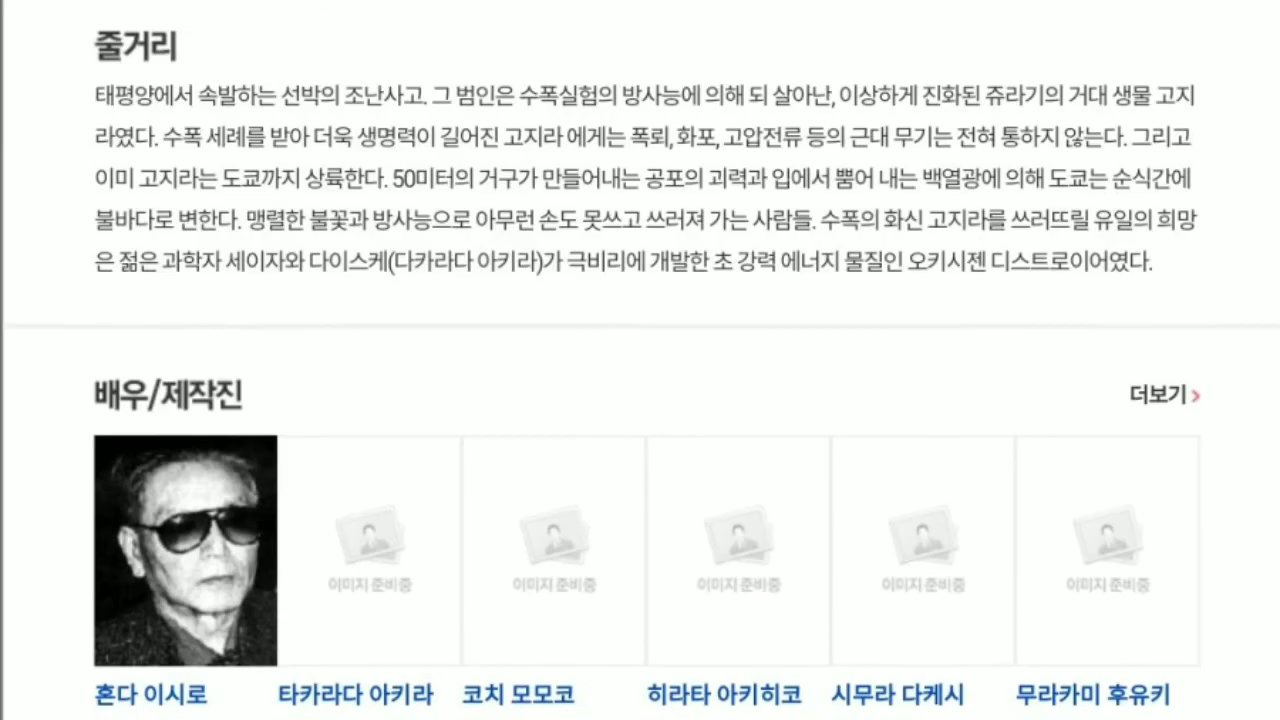 줄거리
태평양에서 속발하는 선박의 조난사고. 그 범인은 수폭실험의 방사능에 의해 되 살아난, 이상하게 진화된 쥬라기의 거대 생물 고지
라였다. 수폭 세례를 받아 더욱 생명력이 길어진 고지라 에게는 폭뢰, 화포, 고압전류 등의 근대 무기는 전혀 통하지 않는다. 그리고
이미 고지라는 도쿄까지 상륙한다. 50미터의 거구가 만들어내는 공포의 괴력과 입에서 뿜어 내는 백열광에 의해 도쿄는 순식간에
불바다로 변한다. 맹렬한 불꽃과 방사능으로 아무런 손도 못쓰고 쓰러져 가는 사람들. 수폭의 화신 고지라를 쓰러뜨릴 유일의 희망
은 젊은 과학자 세이자와 다이스케(다카라다 아키라)가 극비리에 개발한 초 강력 에너지 물질인 오키시젠 디스트로이어였다.
배우/제작진
더보기 >
이미지 준비중
이미지 준비중
이미지 준비중
이미지 준비중
이미지 준비중
혼다 이시로
타카라다 아키라
코치 모모코
히라타 아키히코
시무라 다케시
무라카미 후유키